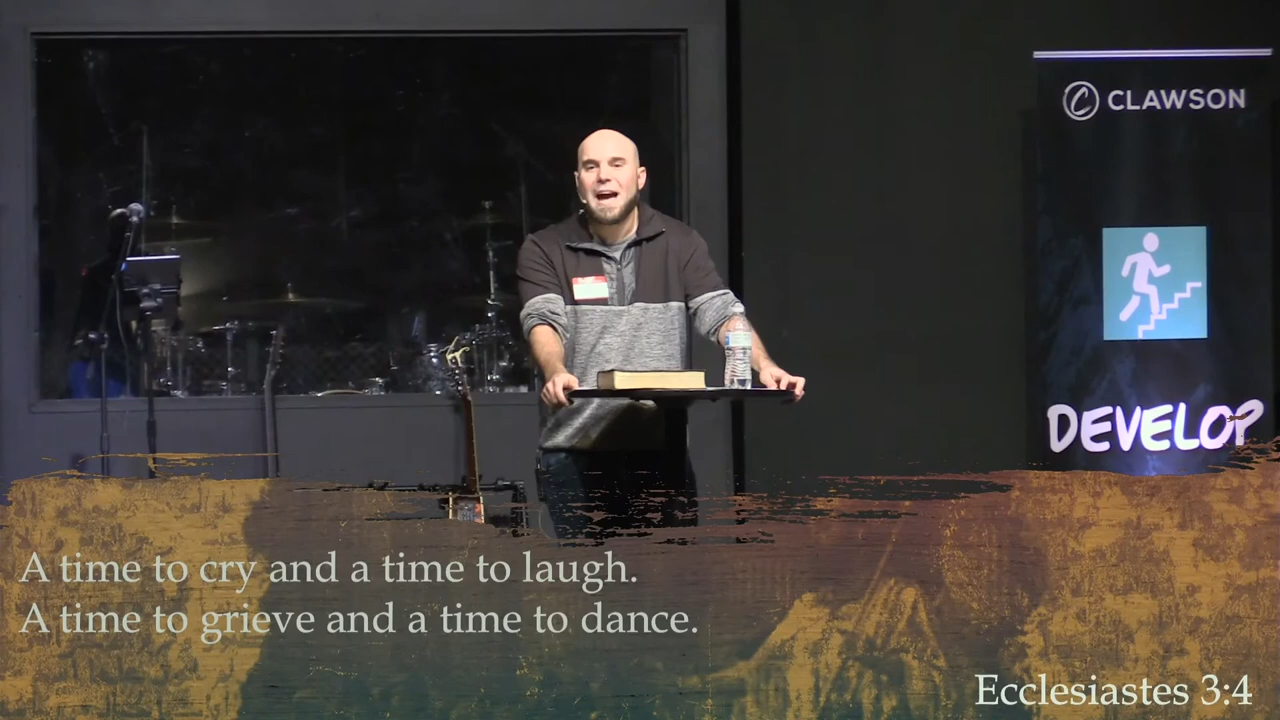 CLAWSON
DEVELOP
A time to cry and a time to laugh.
A time to grieve and a time to dance.
Ecclesiastes 3:4